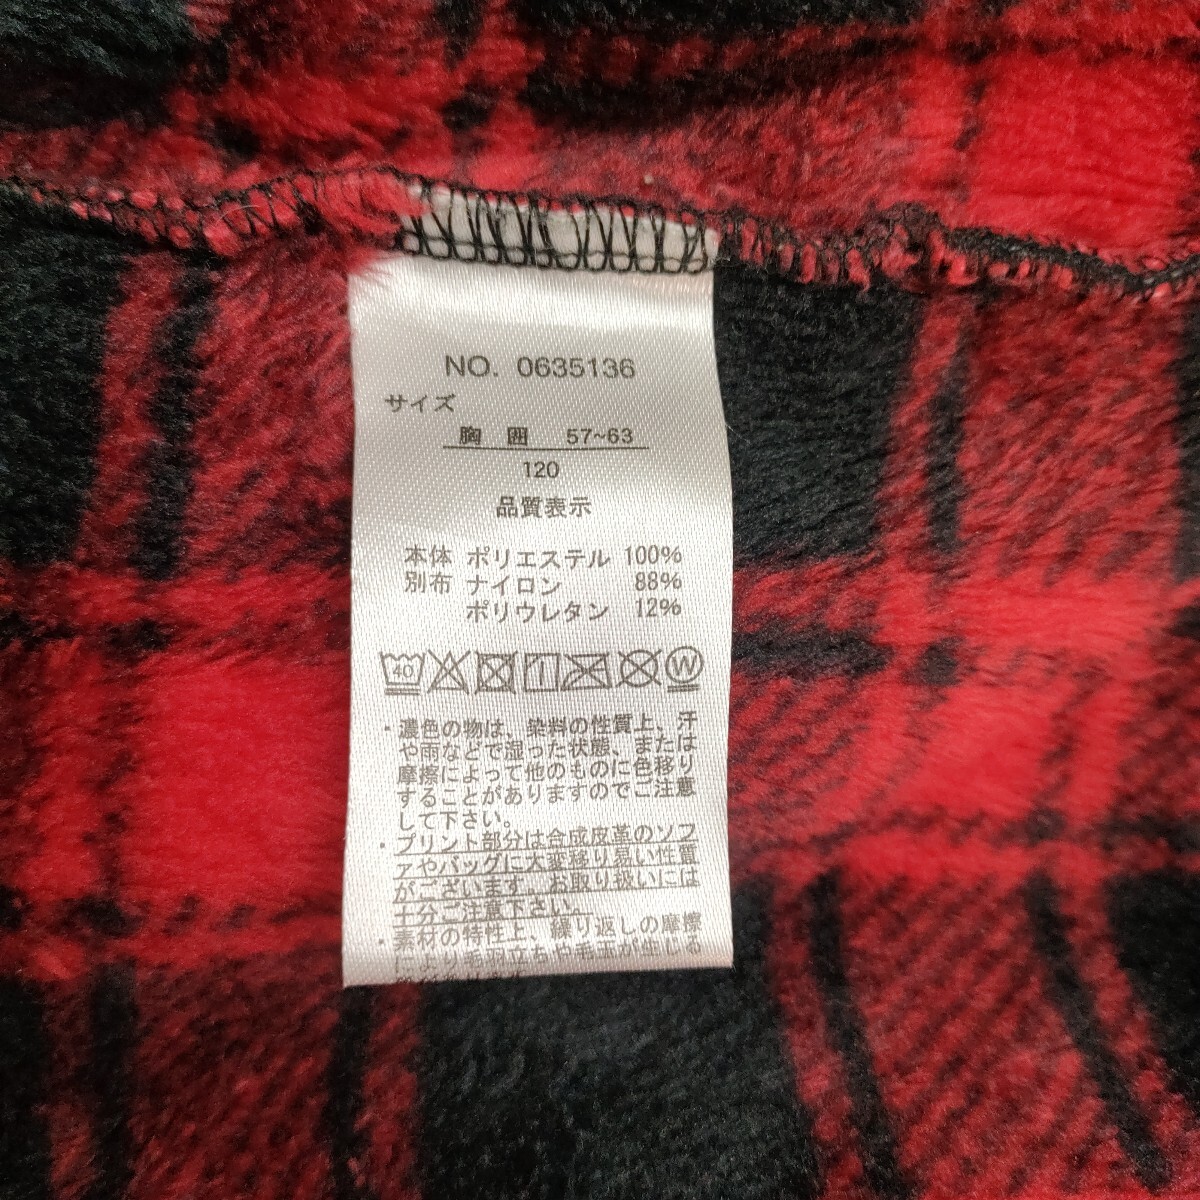 NO. 0635136
サイズ
胸 囲 57~63
120
品質表示
本体 ポリエステル 100%
別布 ナイロン 88%
ポリウレタン 12%
40 W
・濃色の物は、染料の性質上、汗
や雨などで湿った状態、または
摩擦によって他のものに色移り
することがありますのでご注意
して下さい。
・プリント部分は合成皮革のソフ
ァやバッグに大変移り易い性質
がございます。お取り扱いには
十分ご注意下さい。
・素材の特性上、繰り返しの摩擦
により毛羽立ちや毛玉が生じる